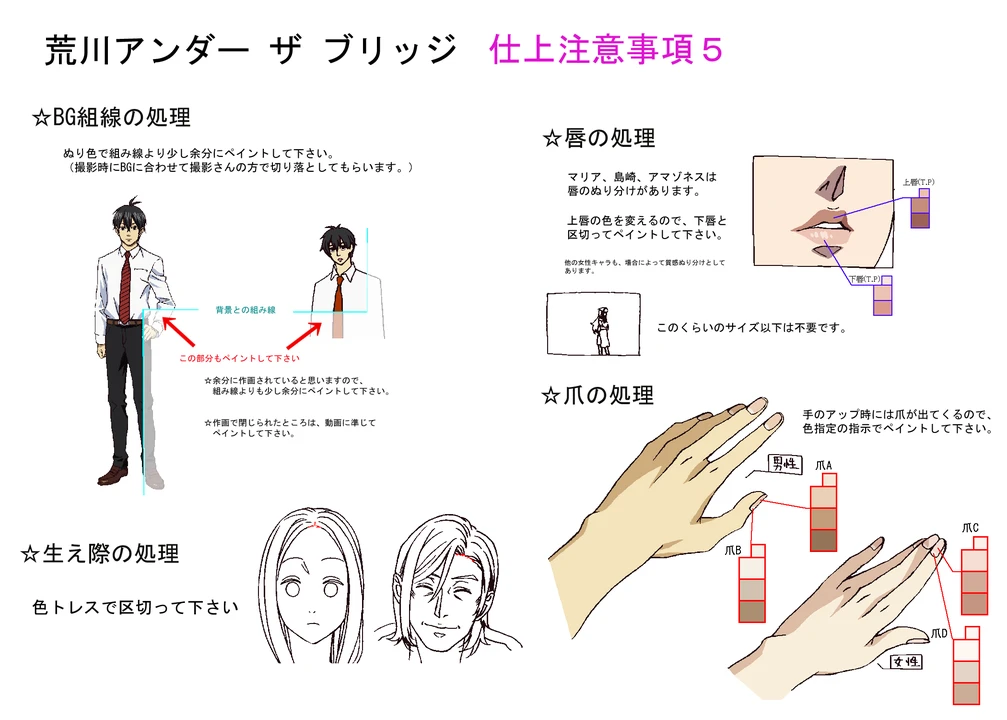 荒川アンダー ザ ブリッジ 仕上注意事項5
☆BG組線の処理
ぬり色で組み線より少し余分にペイントして下さい。
(撮影時にBGに合わせて撮影さんの方で切り落としてもらいます。)
背景との組み線
この部分もペイントして下さい
☆余分に作画されていると思いますので、
組み線よりも少し余分にペイントして下さい。
☆作画で閉じられたところは、動画に準じて
ペイントして下さい。
☆生え際の処理
色トレスで区切って下さい
☆唇の処理
マリア、島崎、アマゾネスは
唇のぬり分けがあります。
上唇の色を変えるので、下唇と
区切ってペイントして下さい。
他の女性キャラも、場合によって質感ぬり分けとして
あります。
上唇(T.P)
下唇(T.P)
このくらいのサイズ以下は不要です。
☆爪の処理
手のアップ時には爪が出てくるので、
色指定の指示でペイントして下さい。
男性
爪A
爪B
爪C
爪D
女性